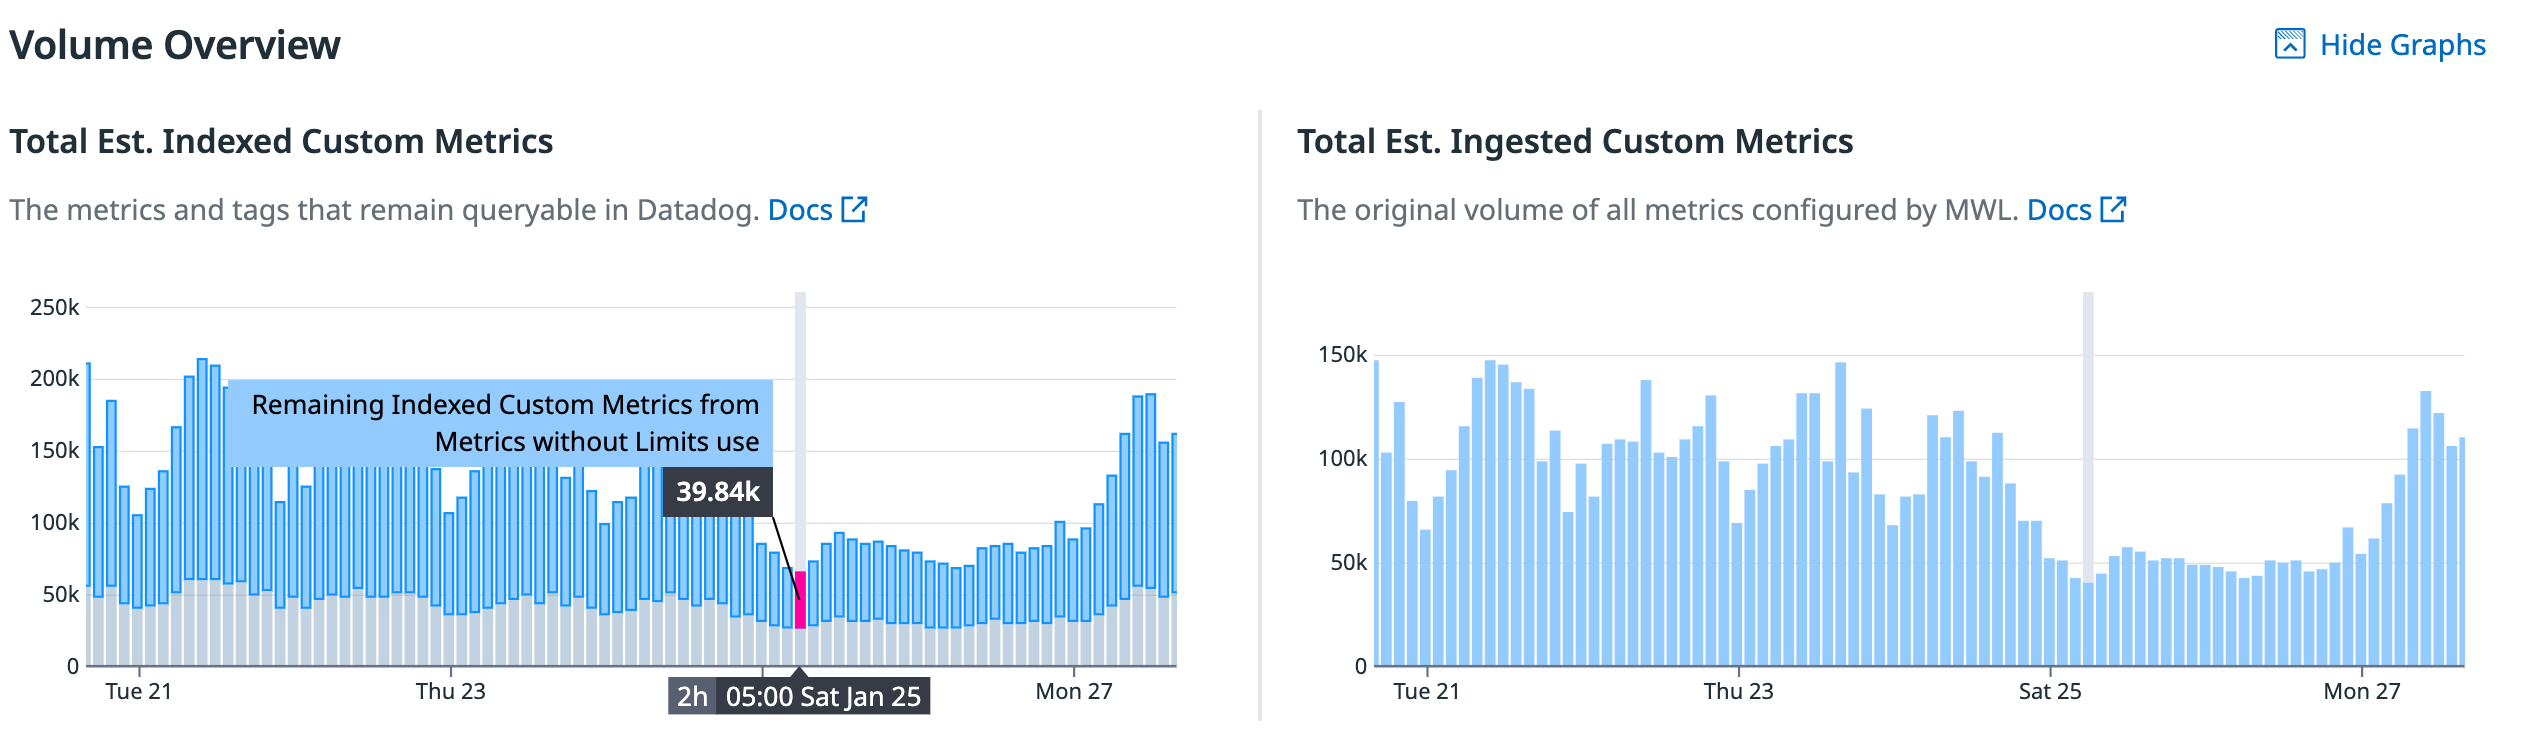 Volume Overview
Hide Graphs
Total Est. Indexed Custom Metrics
The metrics and tags that remain queryable in Datadog. Docs
250k
200k
150k
100k
50k
0
Remaining Indexed Custom Metrics from
Metrics without Limits use
39.84k
Tue 21
Thu 23
2h 05:00 Sat Jan 25
Mon 27
Total Est. Ingested Custom Metrics
The original volume of all metrics configured by MWL. Docs
150k
100k
50k
0
Tue 21
Thu 23
Sat 25
Mon 27